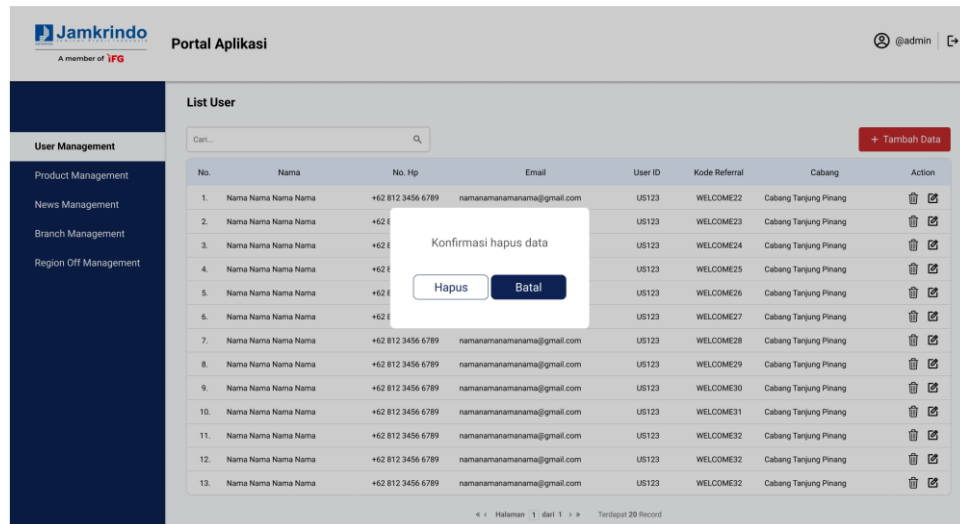 Jamkrindo
A member of IFG
Portal Aplikasi
@admin
User Management
Product Management
News Management
Branch Management
Region Off Management
List User
Cari...
+ Tambah Data
No. Nama No. Hp Email User ID Kode Referral Cabang Action
1. Nama Nama Nama Nama +62 812 3456 6789 namanamanamanama@gmail.com US123 WELCOME22 Cabang Tanjung Pinang
2. Nama Nama Nama Nama +62 8 US123 WELCOME23 Cabang Tanjung Pinang
3. Nama Nama Nama Nama +62 8 US123 WELCOME24 Cabang Tanjung Pinang
4. Nama Nama Nama Nama +62 8 US123 WELCOME25 Cabang Tanjung Pinang
5. Nama Nama Nama Nama +62 8 US123 WELCOME26 Cabang Tanjung Pinang
6. Nama Nama Nama Nama +62 8 US123 WELCOME27 Cabang Tanjung Pinang
Konfirmasi hapus data
Hapus Batal
7. Nama Nama Nama Nama +62 812 3456 6789 namanamanamanama@gmail.com US123 WELCOME28 Cabang Tanjung Pinang
8. Nama Nama Nama Nama +62 812 3456 6789 namanamanamanama@gmail.com US123 WELCOME29 Cabang Tanjung Pinang
9. Nama Nama Nama Nama +62 812 3456 6789 namanamanamanama@gmail.com US123 WELCOME30 Cabang Tanjung Pinang
10. Nama Nama Nama Nama +62 812 3456 6789 namanamanamanama@gmail.com US123 WELCOME31 Cabang Tanjung Pinang
11. Nama Nama Nama Nama +62 812 3456 6789 namanamanamanama@gmail.com US123 WELCOME32 Cabang Tanjung Pinang
12. Nama Nama Nama Nama +62 812 3456 6789 namanamanamanama@gmail.com US123 WELCOME32 Cabang Tanjung Pinang
13. Nama Nama Nama Nama +62 812 3456 6789 namanamanamanama@gmail.com US123 WELCOME32 Cabang Tanjung Pinang
« ‹ Halaman 1 dari 1 › » Terdapat 20 Record